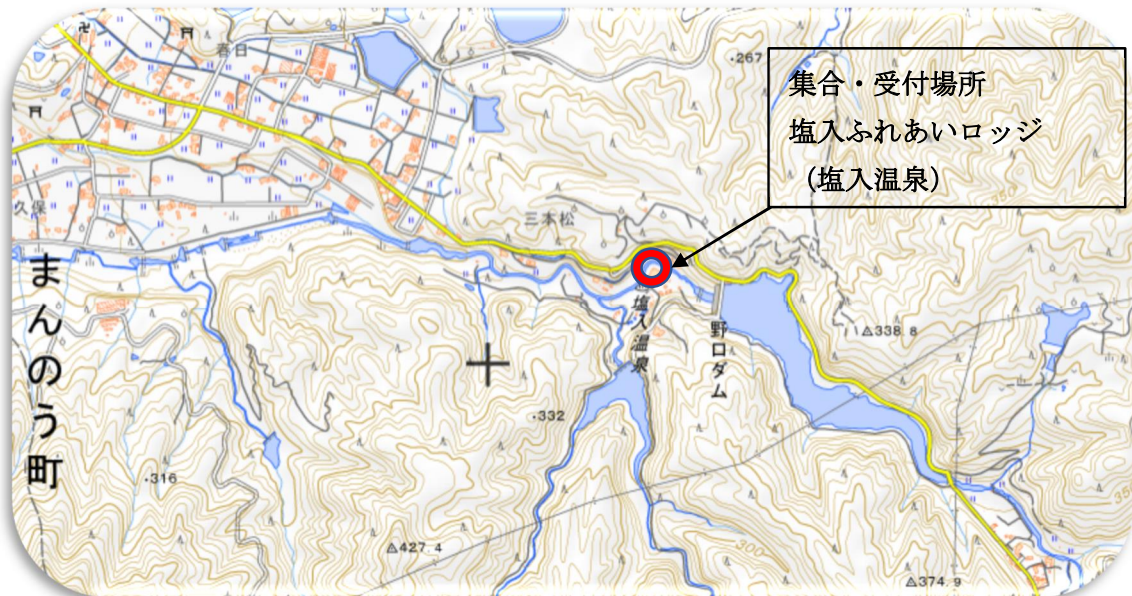 集合・受付場所
塩入ふれあいロッジ
（塩入温泉）
春日
・267
三本松
久保
まんのう町
塩入温泉
野口ダム
△338.8
・332
・316
△427.4
300
△374.9